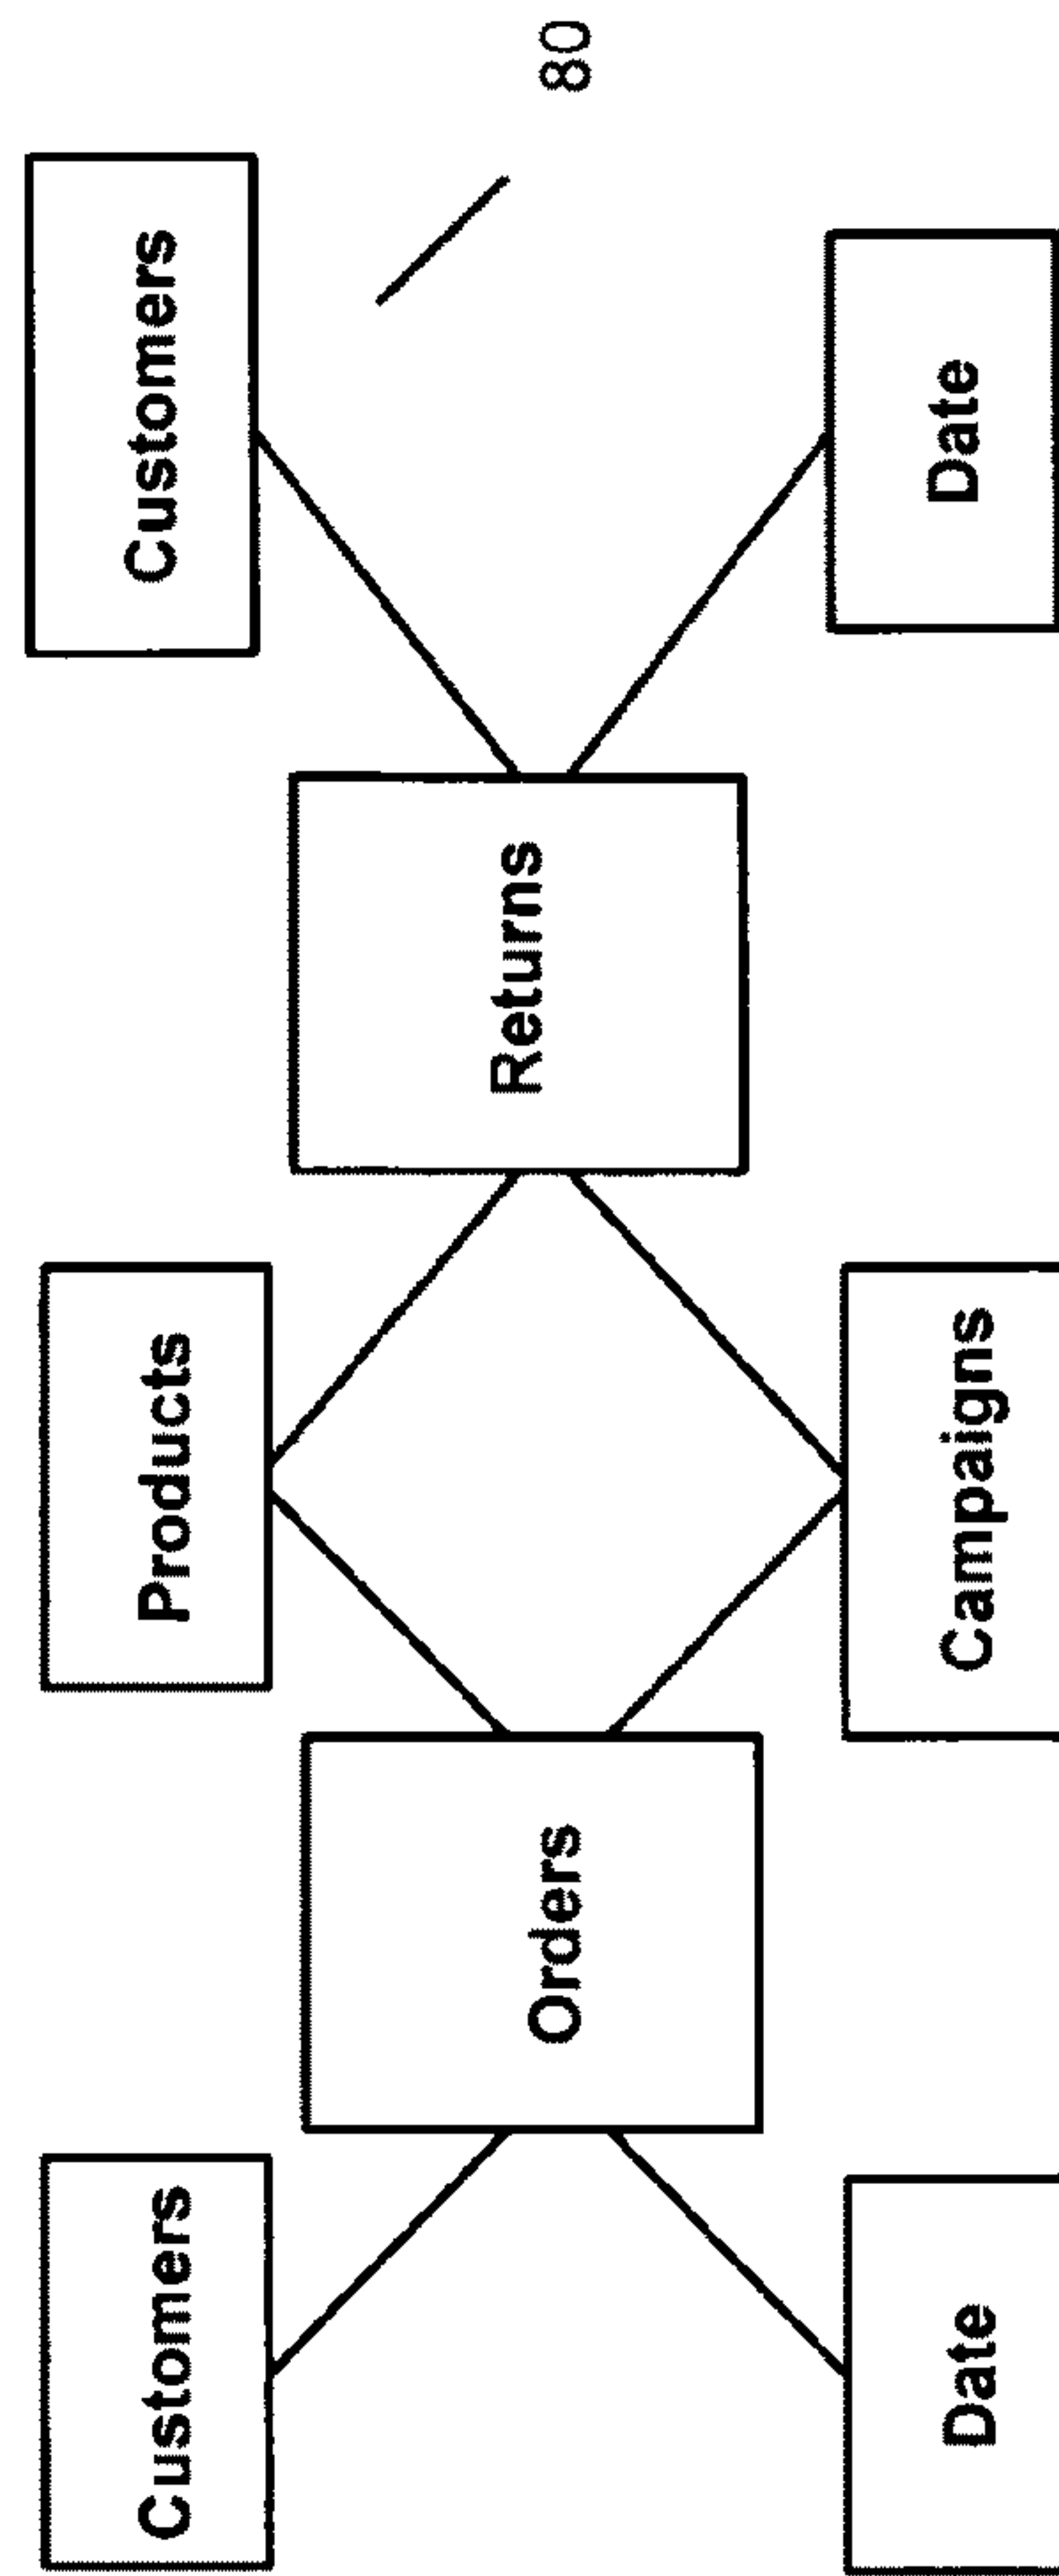 Customers
Products
Customers
80
Orders
Returns
Date
Campaigns
Date